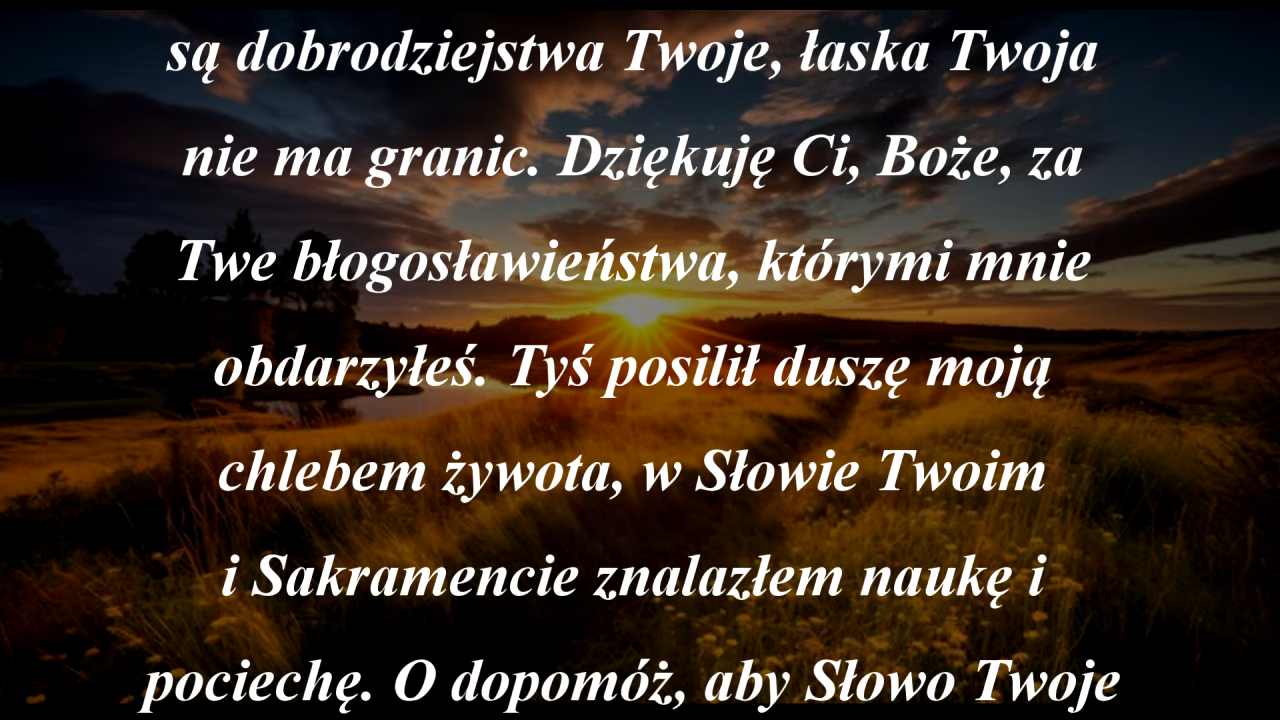 są dobrodziejstwa Twoje, łaska Twoja
nie ma granic. Dziękuję Ci, Boże, za
Twe błogosławieństwa, którymi mnie
obdarzyłeś. Tyś posilił duszę moją
chlebem żywota, w Słowie Twoim
i Sakramencie znalazłem naukę i
pociechę. O dopomóż, aby Słowo Twoje